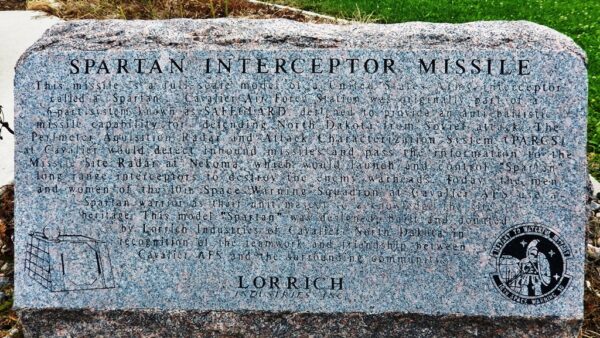 SPARTAN INTERCEPTOR MISSILE
This missile is a full scale model of a United States Army interceptor
called a "Spartan". Cavalier Air Force Station was originally part of a
system known as SAFEGUARD, designed to provide an anti-ballistic
missile capability for defending North Dakota from Soviet attack. The
Perimeter Acquisition Radar and Attack Characterization System (PARCS)
at Cavalier would detect inbound missiles and pass the information to the
Missile Site Radar at Nekoma, which would launch and control "Spartan"
long range interceptors to destroy the enemy warheads. Today, the men
and women of the 10th Space Warning Squadron at Cavalier AFS use a
Spartan warrior as their
heritage. This model "Spartan" was designed, built and donated
by Lorrich Industries of Cavalier, North Dakota in
recognition of the teamwork and friendship between
Cavalier AFS and the surrounding community.
LORRICH
INDUSTRIES INC.